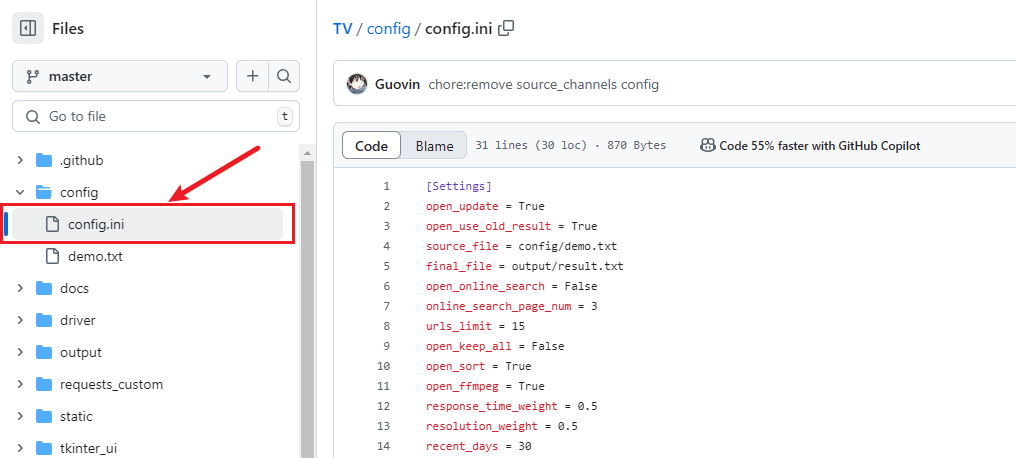 Files
master
Go to file
t
.github
config
config.ini
demo.txt
docs
driver
output
requests_custom
static
tkinter_ui
TV / config / config.ini
Guovin chore:remove source_channels config
Code Blame 31 lines (30 loc) · 870 Bytes Code 55% faster with GitHub Copilot
1 [Settings]
2 open_update = True
3 open_use_old_result = True
4 source_file = config/demo.txt
5 final_file = output/result.txt
6 open_online_search = False
7 online_search_page_num = 3
8 urls_limit = 15
9 open_keep_all = False
10 open_sort = True
11 open_ffmpeg = True
12 response_time_weight = 0.5
13 resolution_weight = 0.5
14 recent_days = 30